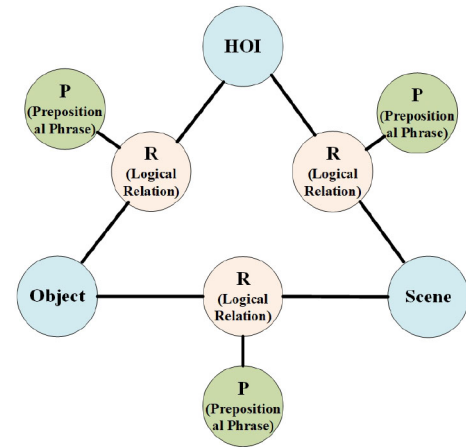 HOI
P
(Preposition
al Phrase)
P
(Preposition
al Phrase)
R
(Logical
Relation)
R
(Logical
Relation)
Object
R
(Logical
Relation)
Scene
P
(Preposition
al Phrase)